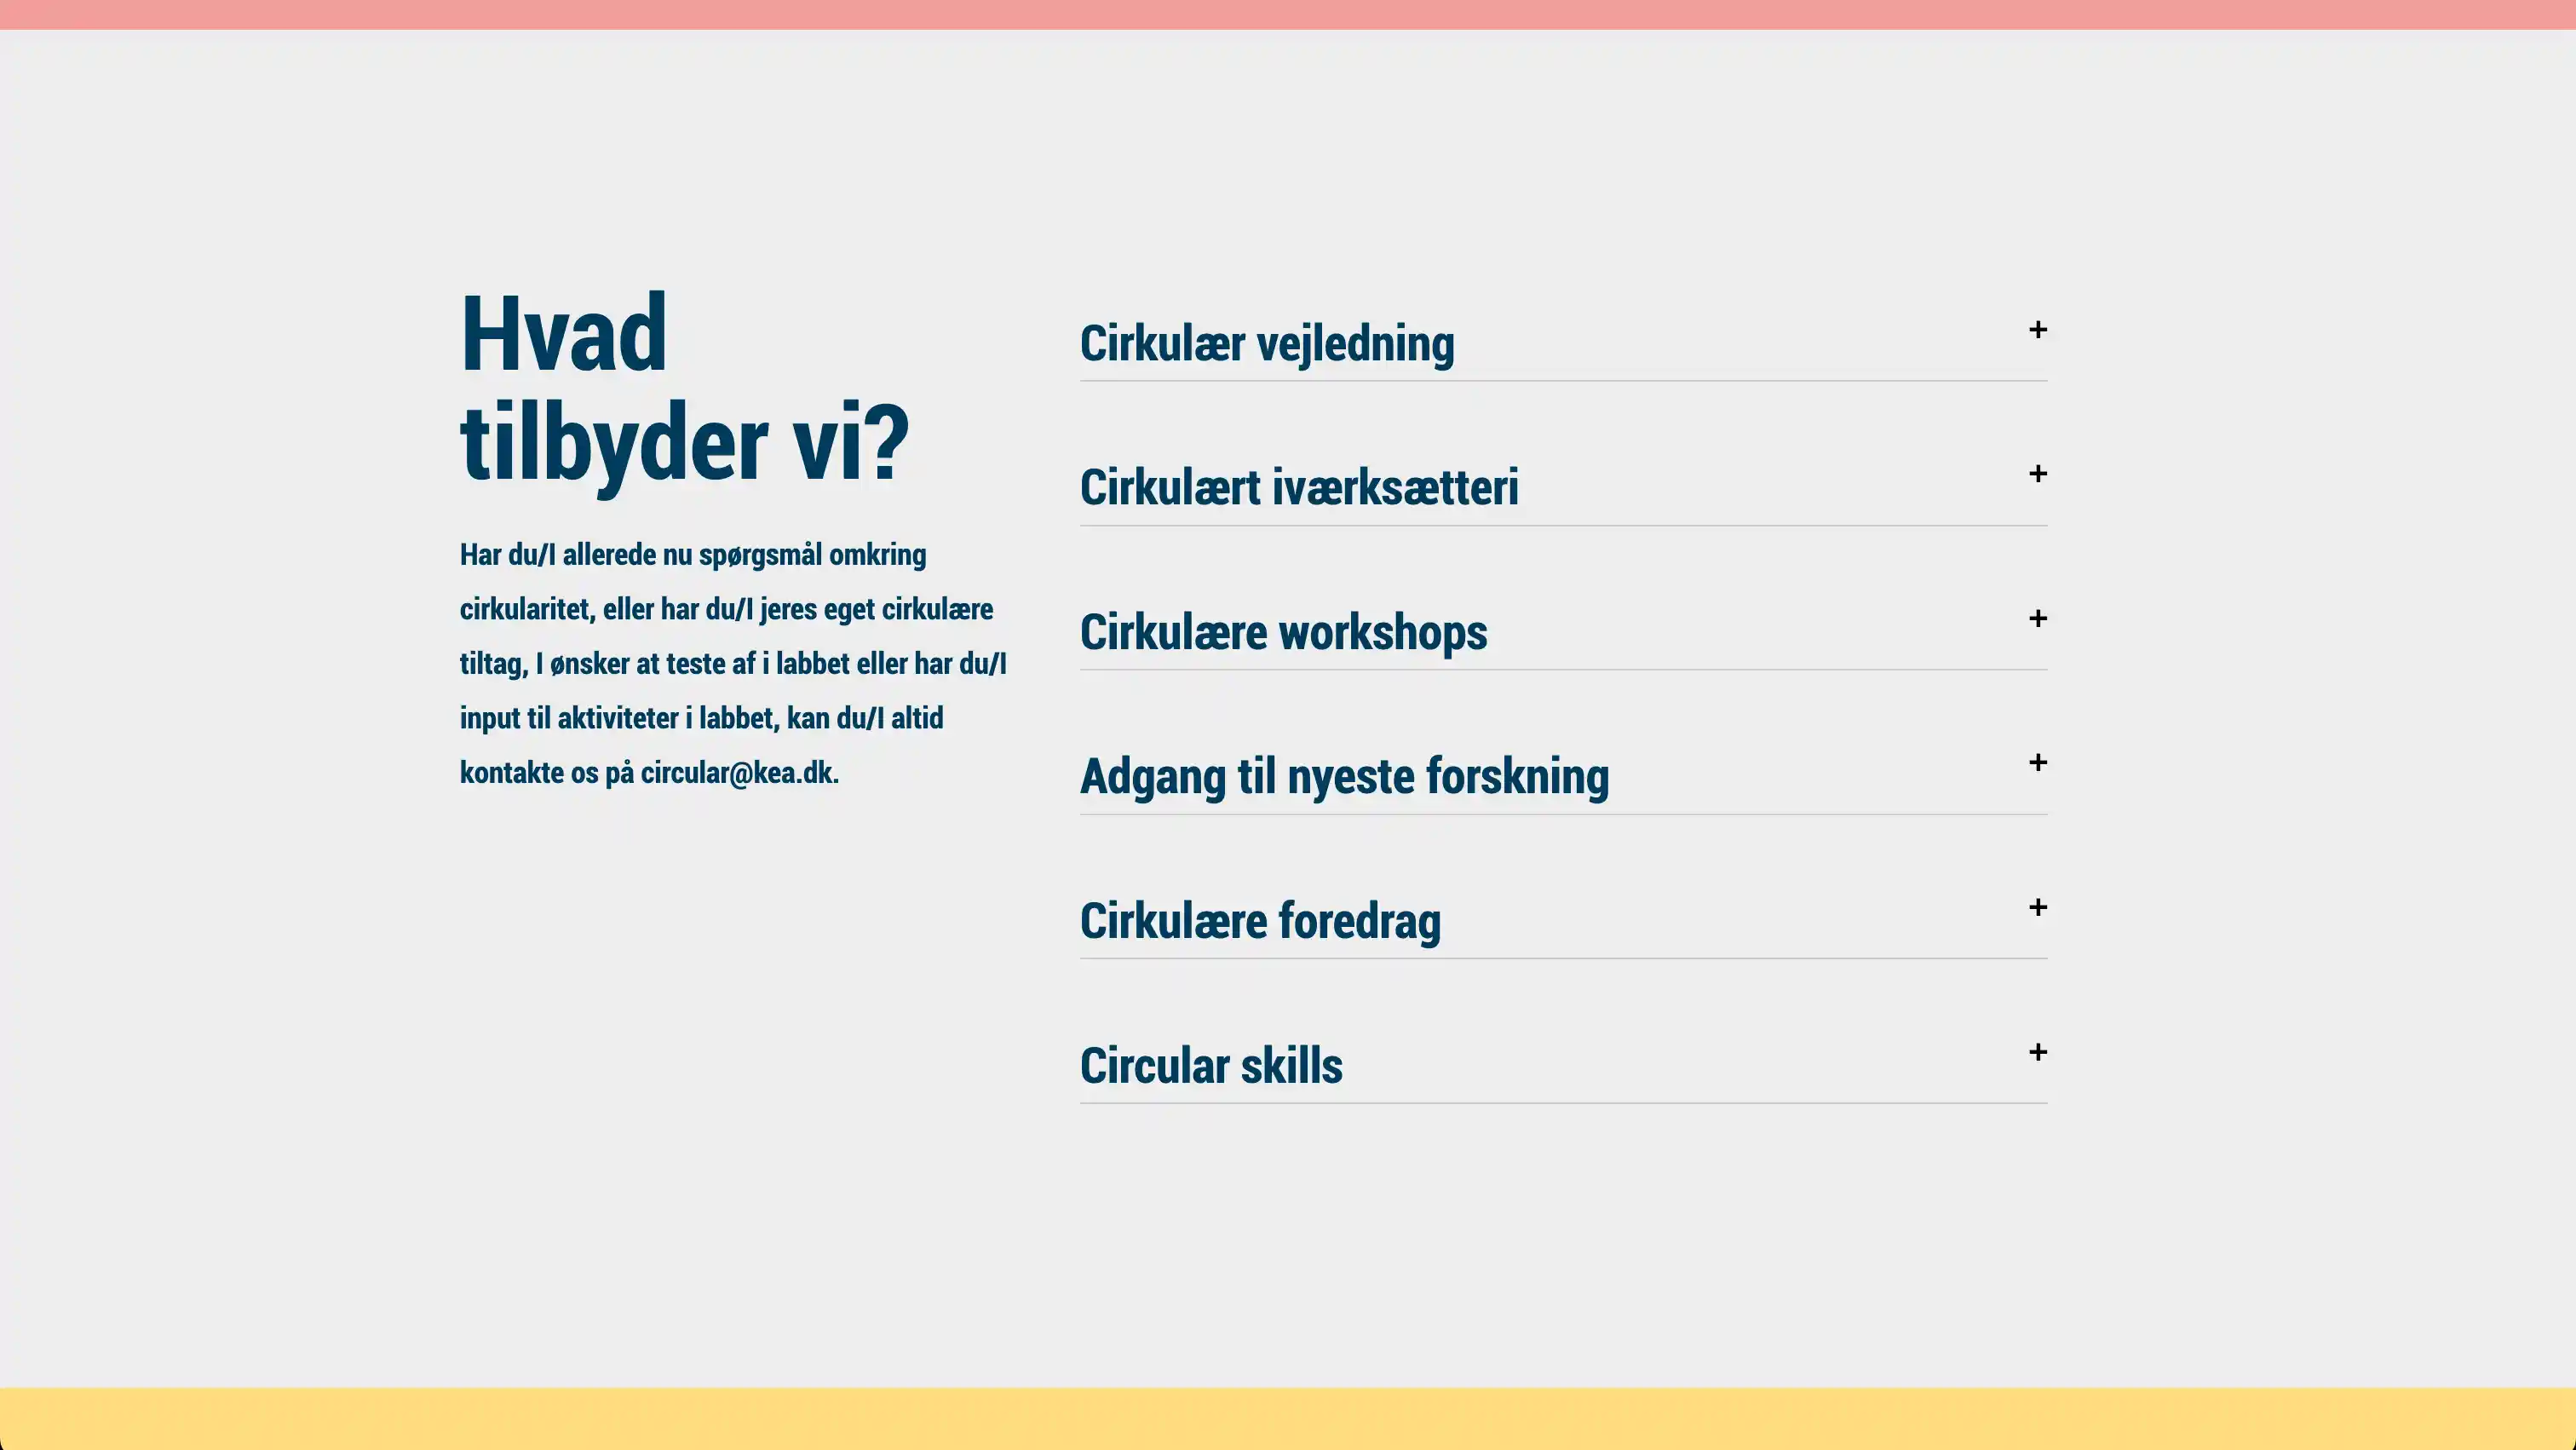 Hvad
tilbyder vi?
Har du/I allerede nu spørgsmål omkring
cirkularitet, eller har du/I jeres eget cirkulære
tiltag, I ønsker at teste af i labbet eller har du/I
input til aktiviteter i labbet, kan du/I altid
kontakte os på circular@kea.dk.
Cirkulær vejledning +
Cirkulært iværksætteri +
Cirkulære workshops +
Adgang til nyeste forskning +
Cirkulære foredrag +
Circular skills +